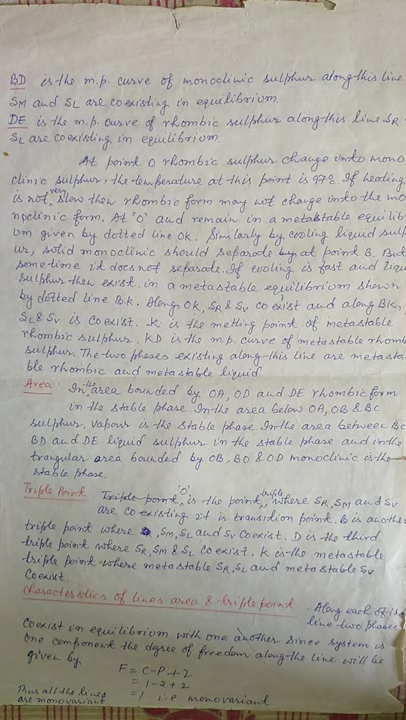 BD is the m.p. curve of monoclinic sulphur along this line
SM and SL are coexisting in equilibrium.
DE is the m.p. curve of rhombic sulphur along this line SR
SL are coexisting in equilibrium.
At point O rhombic sulphur change into mono
clinic sulphur, the temperature at this point is 97°C. If heating
is not very slow then rhombic form may not change into the mo
noclinic form. At 'O' and remain in a metastable equilib
um given by dotted line OK. Similarly by cooling liquid sulph
ur, solid monoclinic should separate by at point B. But
sometime it does not separate. If cooling is fast and liqu
sulphur then exist in a metastable equilibrium shown
by dotted line BK. Along OK, SR & SV co exist and along BK,
SL & SV is coexist. K is the melting point of metastable
rhombic sulphur. KD is the m.p. curve of metastable rhomb
sulphur. The two phases existing along this line are metasta
ble rhombic and metastable liquid.
Area: In the area bounded by OA, OD and DE rhombic form
in the stable phase. In the area below OA, OB & BC
sulphur vapour is the stable phase. In the area between BC
BD and DE liquid sulphur in the stable phase and in the
triangular area bounded by OB, BD & OD monoclinic is the
stable phase.
Triple Point Triple point 'O' is the point triple where SR, SM and SV
are co existing it is transition point. B is another
triple point where SM, SL and SV coexist. D is the third
triple point where SR, SM & SL co exist. K is the metastable
triple point where metastable SR, SL and metastable SV
coexist.
Characteristics of lines area & triple point Along each of the
line two phases
coexist in equilibrium with one another since system is
one component the degree of freedom along the line will be
given by F = C-P+2
= 1-2+2
Thus all the lines = 1 i.e. monovariant
are monovariant